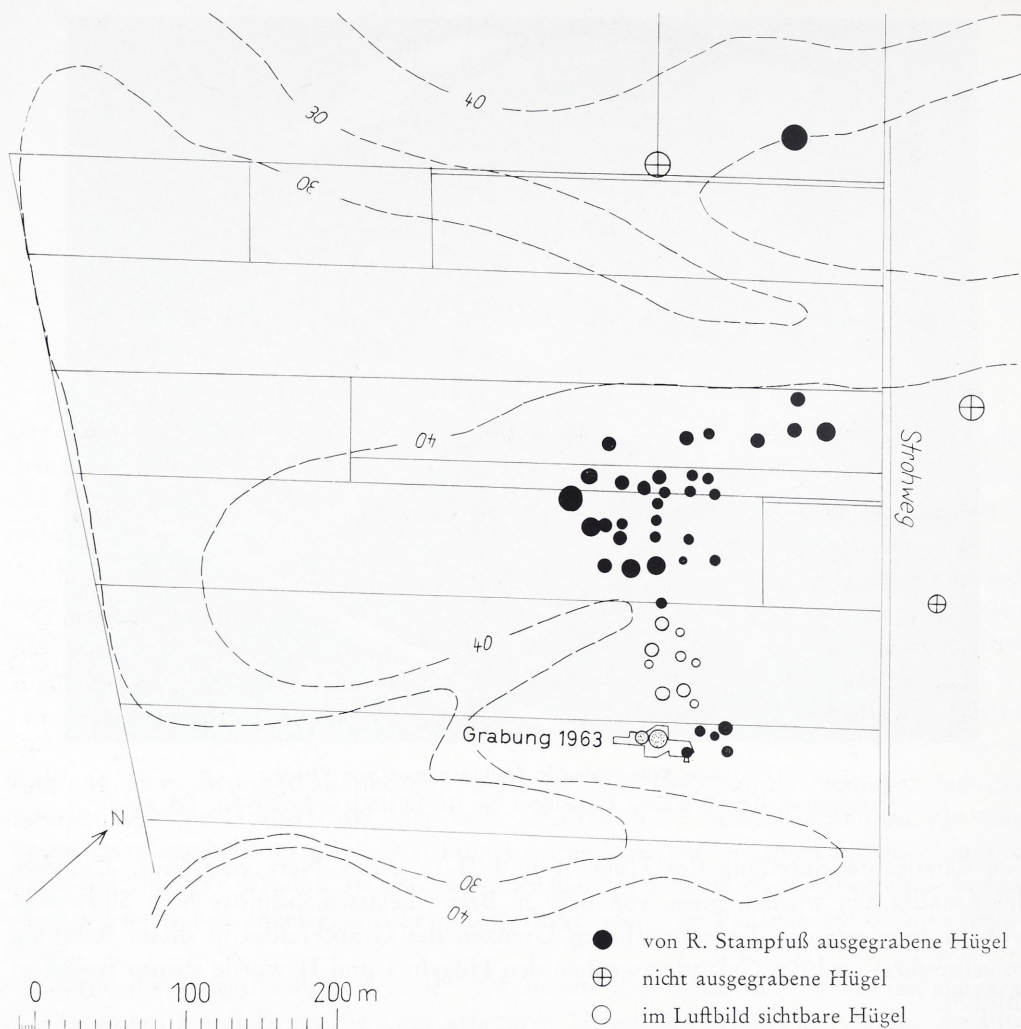 40
30
30
40
Strohweg
40
Grabung 1963
N
30
40
von R. Stampfuß ausgegrabene Hügel
nicht ausgegrabene Hügel
im Luftbild sichtbare Hügel
0 100 200 m